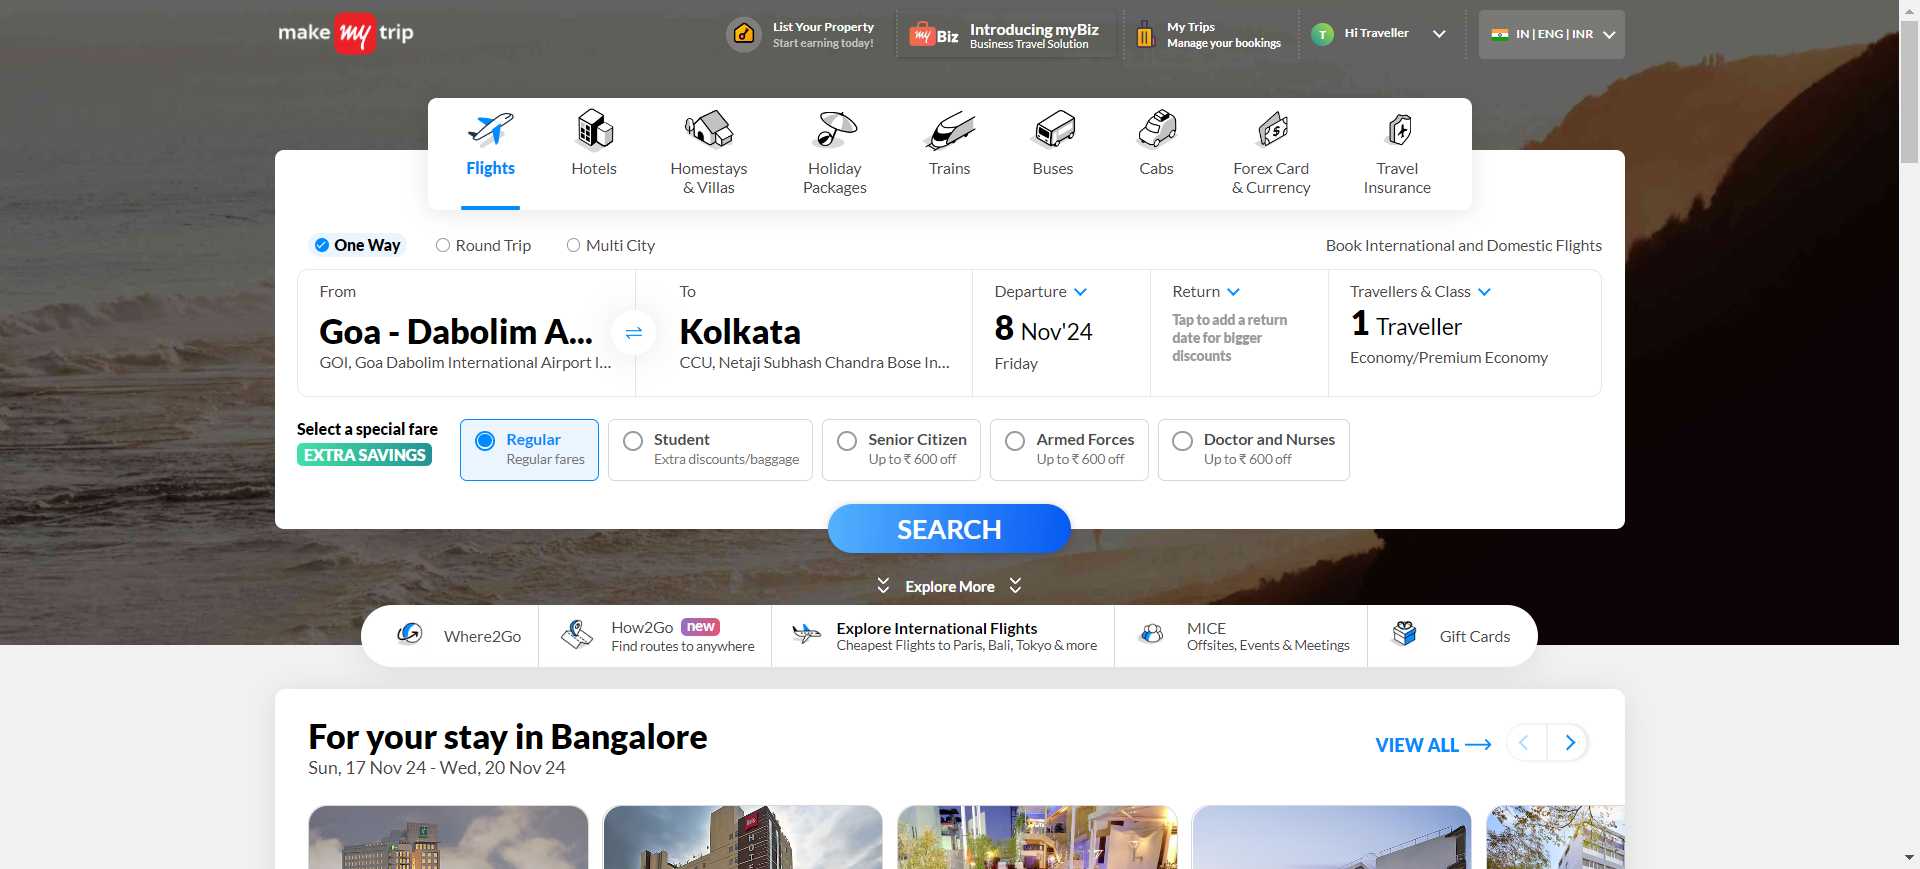 make my trip
List Your Property
Start earning today!
my Biz
Introducing myBiz
Business Travel Solution
My Trips
Manage your bookings
T
Hi Traveller
IN | ENG | INR
Flights
Hotels
Homestays
& Villas
Holiday
Packages
Trains
Buses
Cabs
Forex Card
& Currency
Travel
Insurance
One Way
Round Trip
Multi City
Book International and Domestic Flights
From
Goa - Dabolim A...
GOI, Goa Dabolim International Airport I...
To
Kolkata
CCU, Netaji Subhash Chandra Bose In...
Departure
8 Nov'24
Friday
Return
Tap to add a return
date for bigger
discounts
Travellers & Class
1 Traveller
Economy/Premium Economy
Select a special fare
EXTRA SAVINGS
Regular
Regular fares
Student
Extra discounts/baggage
Senior Citizen
Up to ₹ 600 off
Armed Forces
Up to ₹ 600 off
Doctor and Nurses
Up to ₹ 600 off
SEARCH
Explore More
Where2Go
How2Go new
Find routes to anywhere
Explore International Flights
Cheapest Flights to Paris, Bali, Tokyo & more
MICE
Offsites, Events & Meetings
Gift Cards
For your stay in Bangalore
Sun, 17 Nov 24 - Wed, 20 Nov 24
VIEW ALL